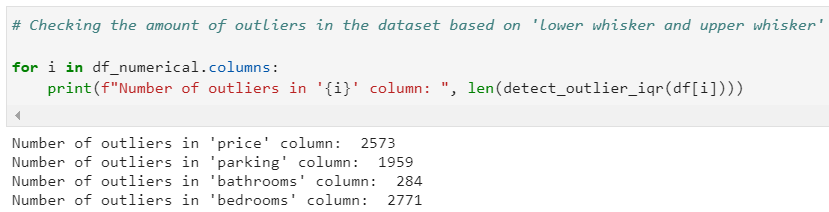 # Checking the amount of outliers in the dataset based on 'lower whisker and upper whisker'
for i in df_numerical.columns:
    print(f"Number of outliers in '{i}' column: ", len(detect_outlier_iqr(df[i])))
Number of outliers in 'price' column:  2573
Number of outliers in 'parking' column:  1959
Number of outliers in 'bathrooms' column:  284
Number of outliers in 'bedrooms' column:  2771